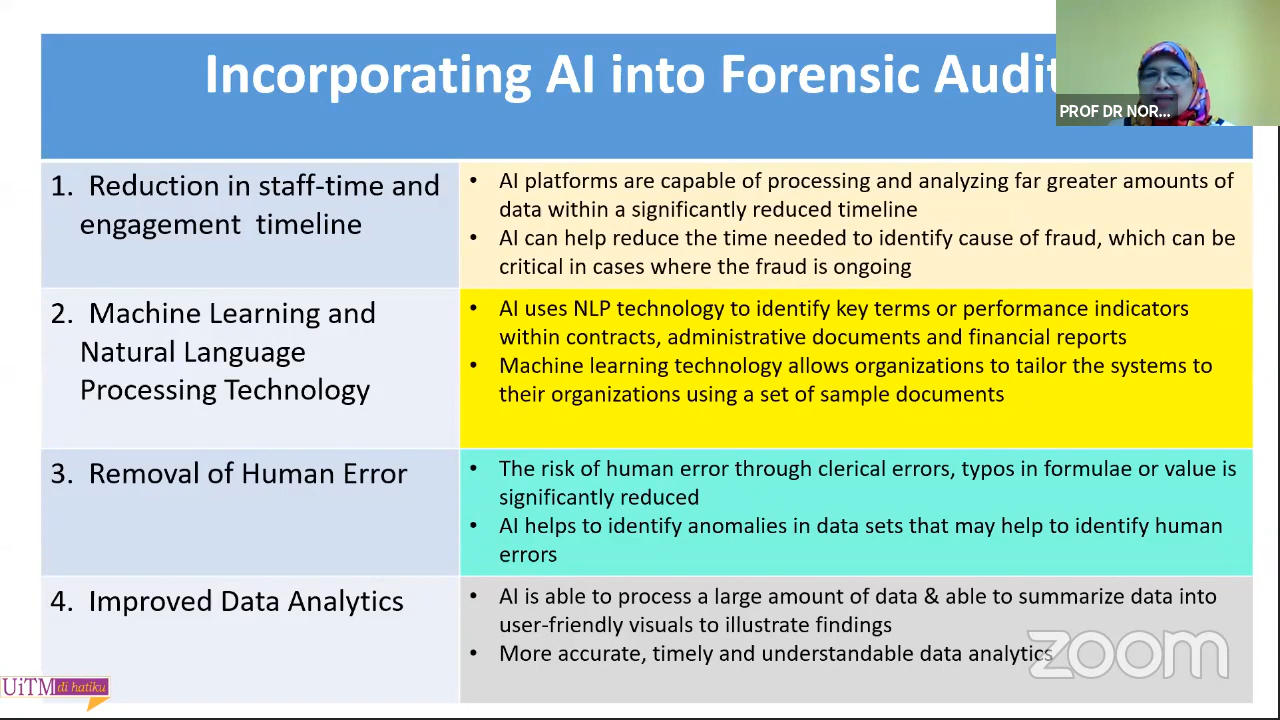 Incorporating AI into Forensic Audit
PROF DR NOR...
1. Reduction in staff-time and
engagement timeline
• AI platforms are capable of processing and analyzing far greater amounts of
data within a significantly reduced timeline
• AI can help reduce the time needed to identify cause of fraud, which can be
critical in cases where the fraud is ongoing
2. Machine Learning and
Natural Language
Processing Technology
• AI uses NLP technology to identify key terms or performance indicators
within contracts, administrative documents and financial reports
• Machine learning technology allows organizations to tailor the systems to
their organizations using a set of sample documents
3. Removal of Human Error
• The risk of human error through clerical errors, typos in formulae or value is
significantly reduced
• AI helps to identify anomalies in data sets that may help to identify human
errors
4. Improved Data Analytics
• AI is able to process a large amount of data & able to summarize data into
user-friendly visuals to illustrate findings
• More accurate, timely and understandable data analytics
zoom
UiTM di hatiku